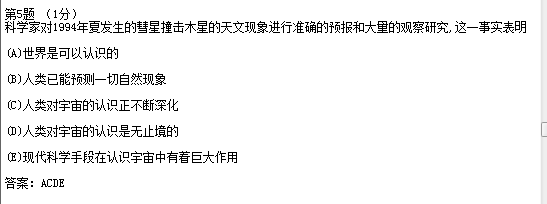 第5题 （1分）
科学家对1994年夏发生的彗星撞击木星的天文现象进行准确的预报和大量的观察研究,这一事实表明
(A)世界是可以认识的
(B)人类已能预测一切自然现象
(C)人类对宇宙的认识正不断深化
(D)人类对宇宙的认识是无止境的
(E)现代科学手段在认识宇宙中有着巨大作用
答案：ACDE